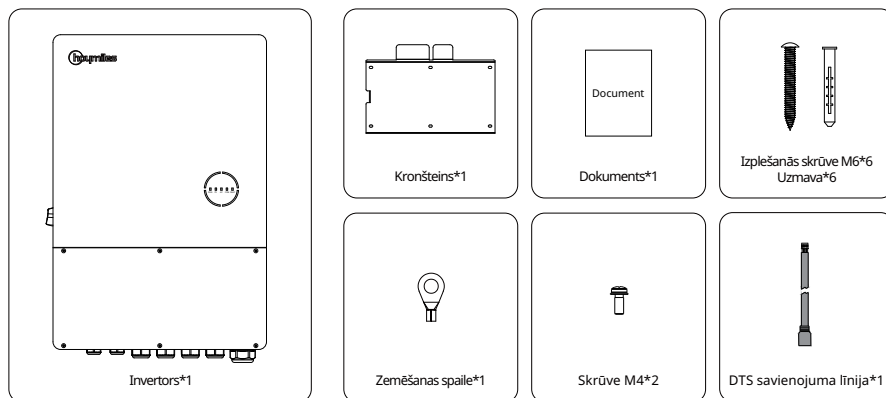 hoymiles
Invertors*1
Kronšteins*1
Document
Dokuments*1
Izplešanās skrūve M6*6
Uzmava*6
Zemēšanas spaile*1
Skrūve M4*2
DTS savienojuma līnija*1